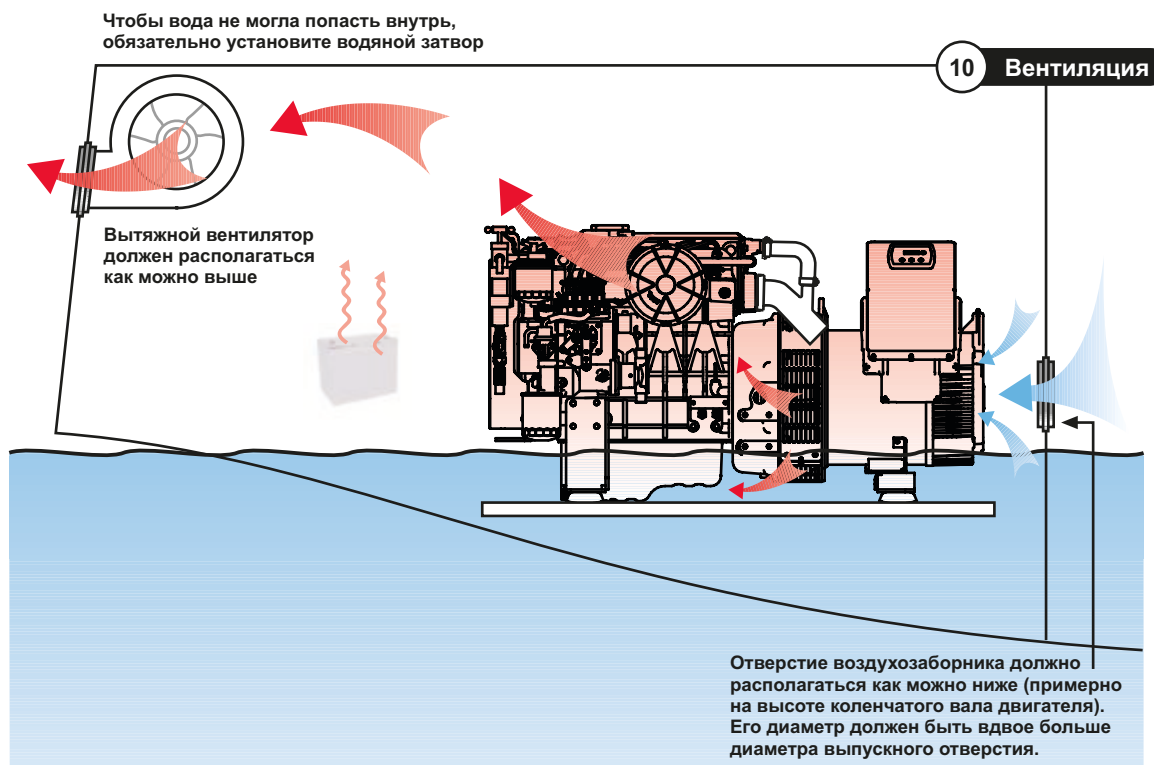 Чтобы вода не могла попасть внутрь,
обязательно установите водяной затвор
10 Вентиляция
Вытяжной вентилятор
должен располагаться
как можно выше
Отверстие воздухозаборника должно
располагаться как можно ниже (примерно
на высоте коленчатого вала двигателя).
Его диаметр должен быть вдвое больше
диаметра выпускного отверстия.